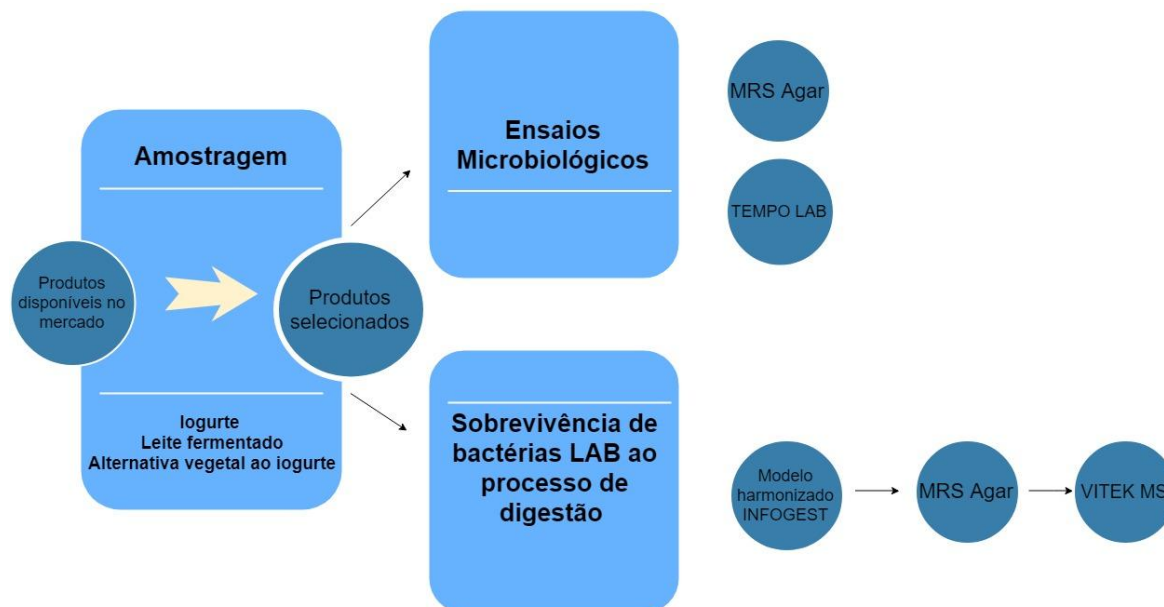 Amostragem
Produtos
disponíveis no
mercado
Produtos
selecionados
Iogurte
Leite fermentado
Alternativa vegetal ao iogurte
Ensaios
Microbiológicos
MRS Agar
TEMPO LAB
Sobrevivência de
bactérias LAB ao
processo de
digestão
Modelo
harmonizado
INFOGEST
MRS Agar
VITEK MS